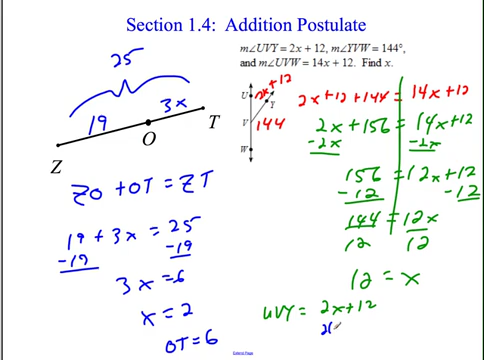 Section 1.4: Addition Postulate
25
19
3x
Z
O
T
ZO + OT = ZT
19 + 3x = 25
-19 -19
3x = 6
x = 2
OT = 6
m∠UVY = 2x + 12, m∠YVW = 144°,
and m∠UVW = 14x + 12. Find x.
U
2x+12
Y
V
144
W
2x + 12 + 144 = 14x + 12
2x + 156 = 14x + 12
-2x -2x
156 = 12x + 12
-12 -12
144 = 12x
12 12
12 = x
UVY = 2x + 12